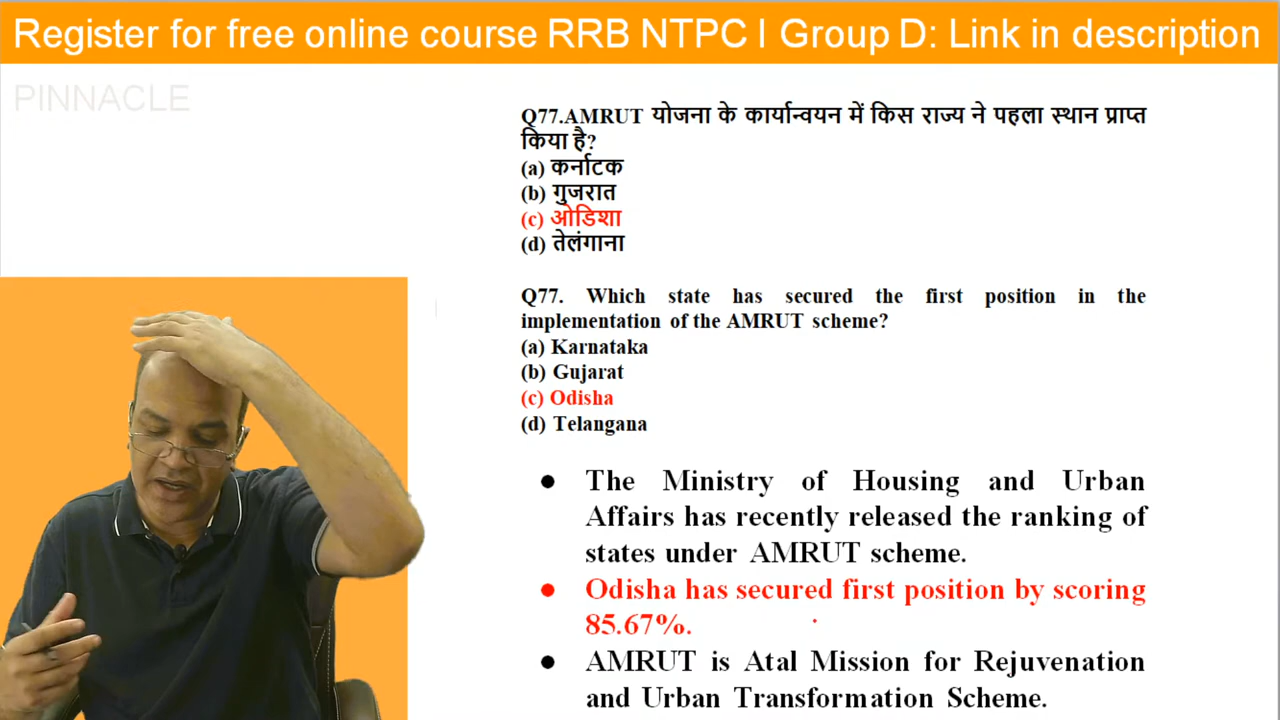 Register for free online course RRB NTPC I Group D: Link in description
PINNACLE
Q77.AMRUT योजना के कार्यान्वयन में किस राज्य ने पहला स्थान प्राप्त
किया है?
(a) कर्नाटक
(b) गुजरात
(c) ओडिशा
(d) तेलंगाना
Q77. Which state has secured the first position in the
implementation of the AMRUT scheme?
(a) Karnataka
(b) Gujarat
(c) Odisha
(d) Telangana
● The Ministry of Housing and Urban
Affairs has recently released the ranking of
states under AMRUT scheme.
● Odisha has secured first position by scoring
85.67%.
● AMRUT is Atal Mission for Rejuvenation
and Urban Transformation Scheme.